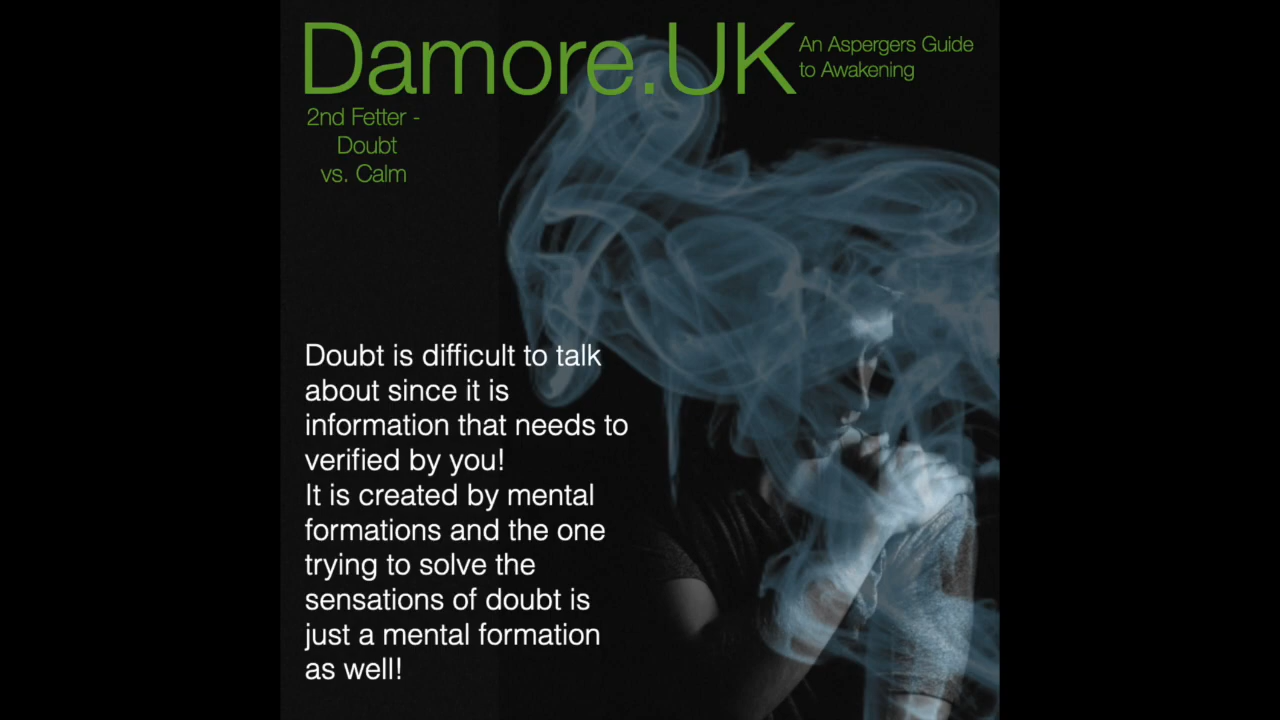 Damore.UK
An Aspergers Guide
to Awakening
2nd Fetter -
Doubt
vs. Calm
Doubt is difficult to talk
about since it is
information that needs to
verified by you!
It is created by mental
formations and the one
trying to solve the
sensations of doubt is
just a mental formation
as well!